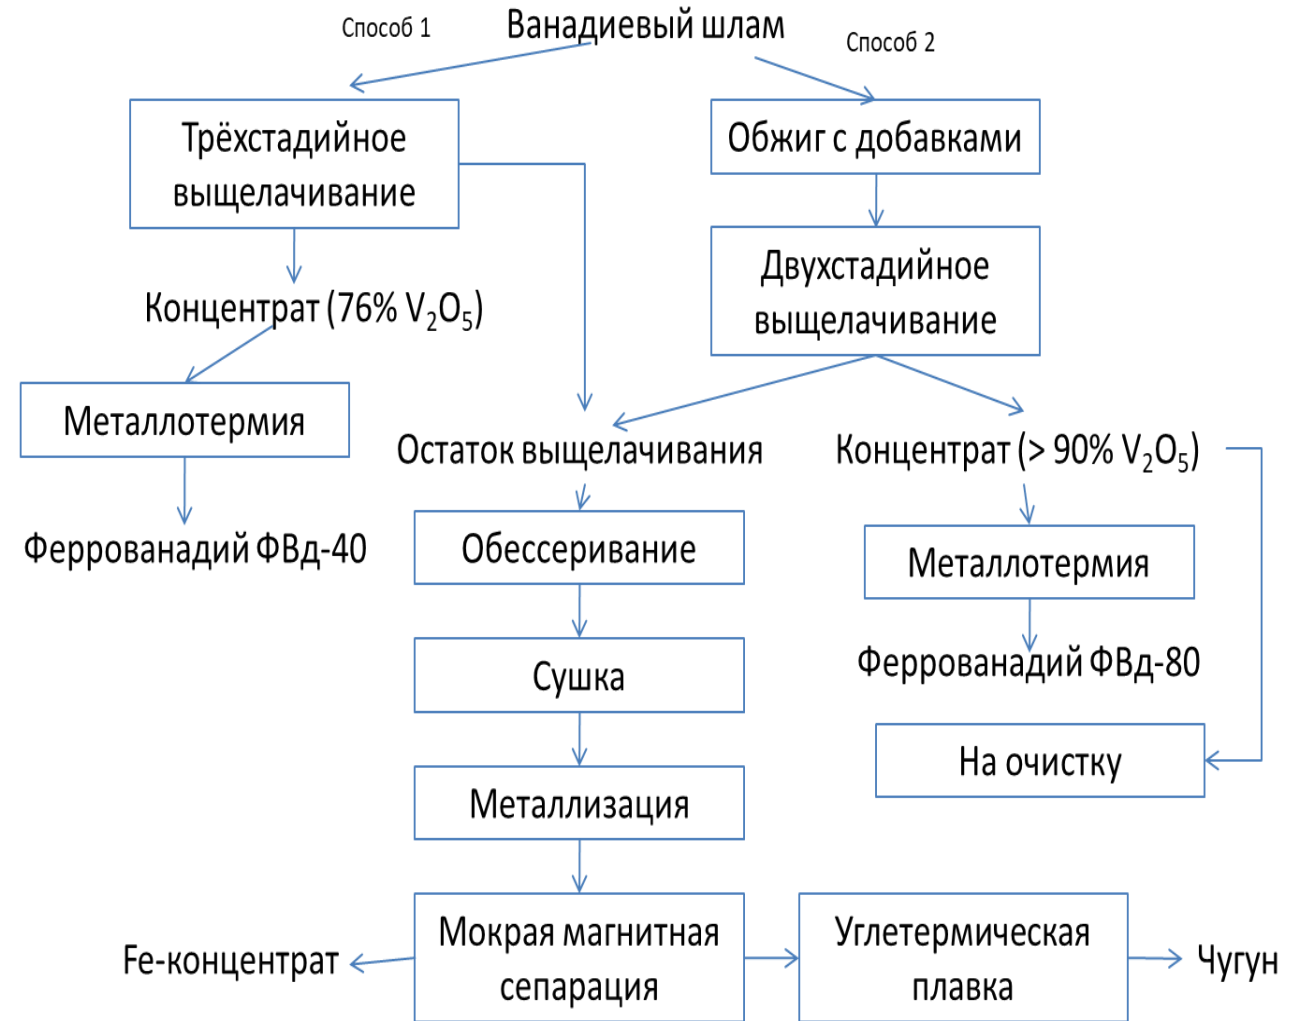 Способ 1
Ванадиевый шлам
Способ 2
Трёхстадийное
выщелачивание
Обжиг с добавками
Двухстадийное
выщелачивание
Концентрат (76% V₂O₅)
Металлотермия
Остаток выщелачивания
Концентрат (> 90% V₂O₅)
Феррованадий ФВд-40
Обессеривание
Металлотермия
Сушка
Феррованадий ФВд-80
На очистку
Металлизация
Fe-концентрат
Мокрая магнитная
сепарация
Углетермическая
плавка
Чугун